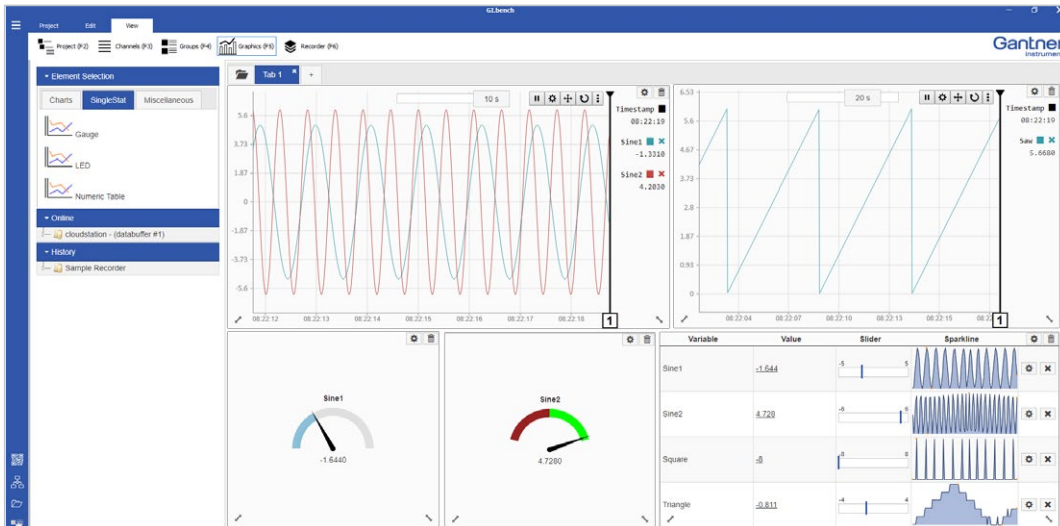 GI.bench
Project Edit View
Project (F2) Channels (F3) Groups (F4) Graphics (F5) Recorder (F6)
Gantner
instruments
Element Selection
Charts SingleStat Miscellaneous
Gauge
LED
Numeric Table
Online
cloudstation - (databuffer #1)
History
Sample Recorder
Tab 1 +
10 s
5.6
3.73
1.87
0
-1.87
-3.73
-5.6
08:22:12 08:22:13 08:22:14 08:22:15 08:22:16 08:22:17 08:22:18
1
Timestamp
08:22:19
Sine1
-1.3310
Sine2
4.2030
20 s
6.53
5.6
4.67
3.73
2.8
1.87
0.93
0
08:22:04 08:22:07 08:22:10 08:22:13 08:22:15
1
Timestamp
08:22:19
Saw
5.6680
Sine1
-1.6440
Sine2
4.7280
Variable Value Slider Sparkline
Sine1 -1.644 -5 5
Sine2 4.728 -6 6
Square -8 -8 8
Triangle -0.811 -4 4